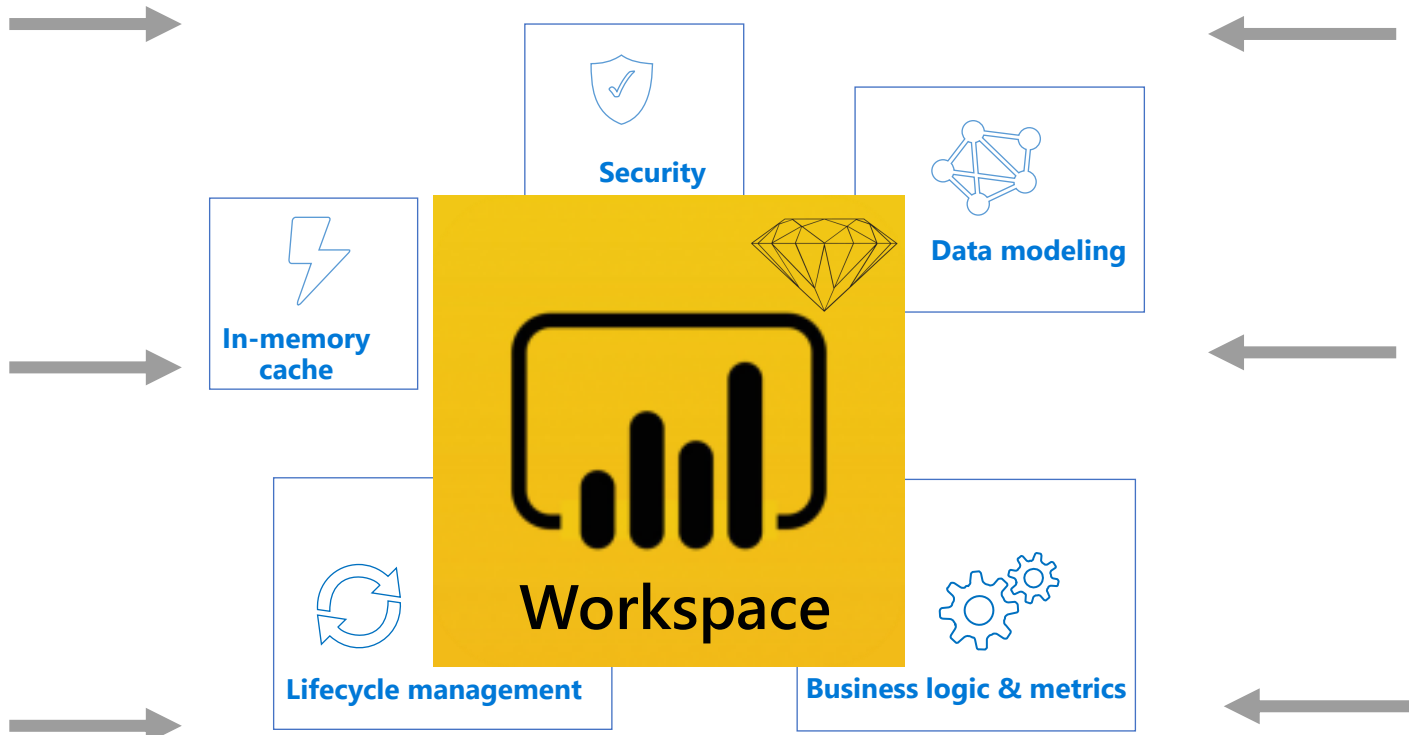 Security
Data modeling
In-memory
cache
Workspace
Lifecycle management
Business logic & metrics